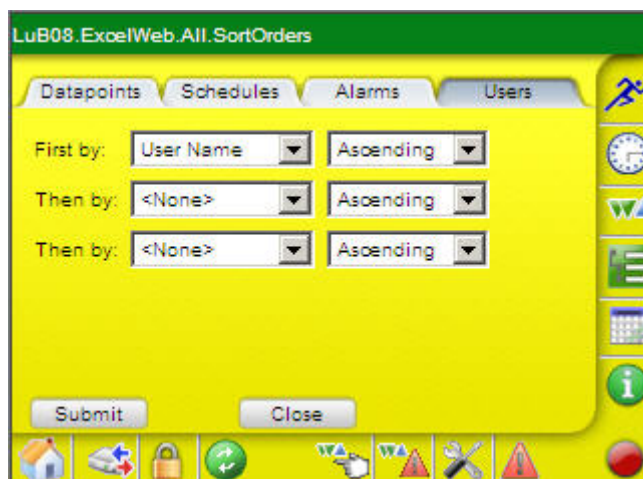 LuB08.ExcelWeb.All.SortOrders
Datapoints Schedules Alarms Users
First by: User Name Ascending
Then by: <None> Ascending
Then by: <None> Ascending
Submit Close